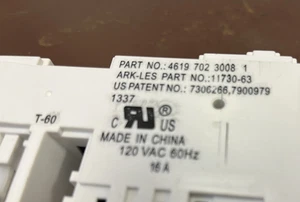 PART NO.: 4619 702 3008 1
ARK-LES PART NO.: 11730-63
US PATENT NO.: 7306266,7900979
1337
T-60
C RU ® US
MADE IN CHINA
120 VAC 60Hz
16 A